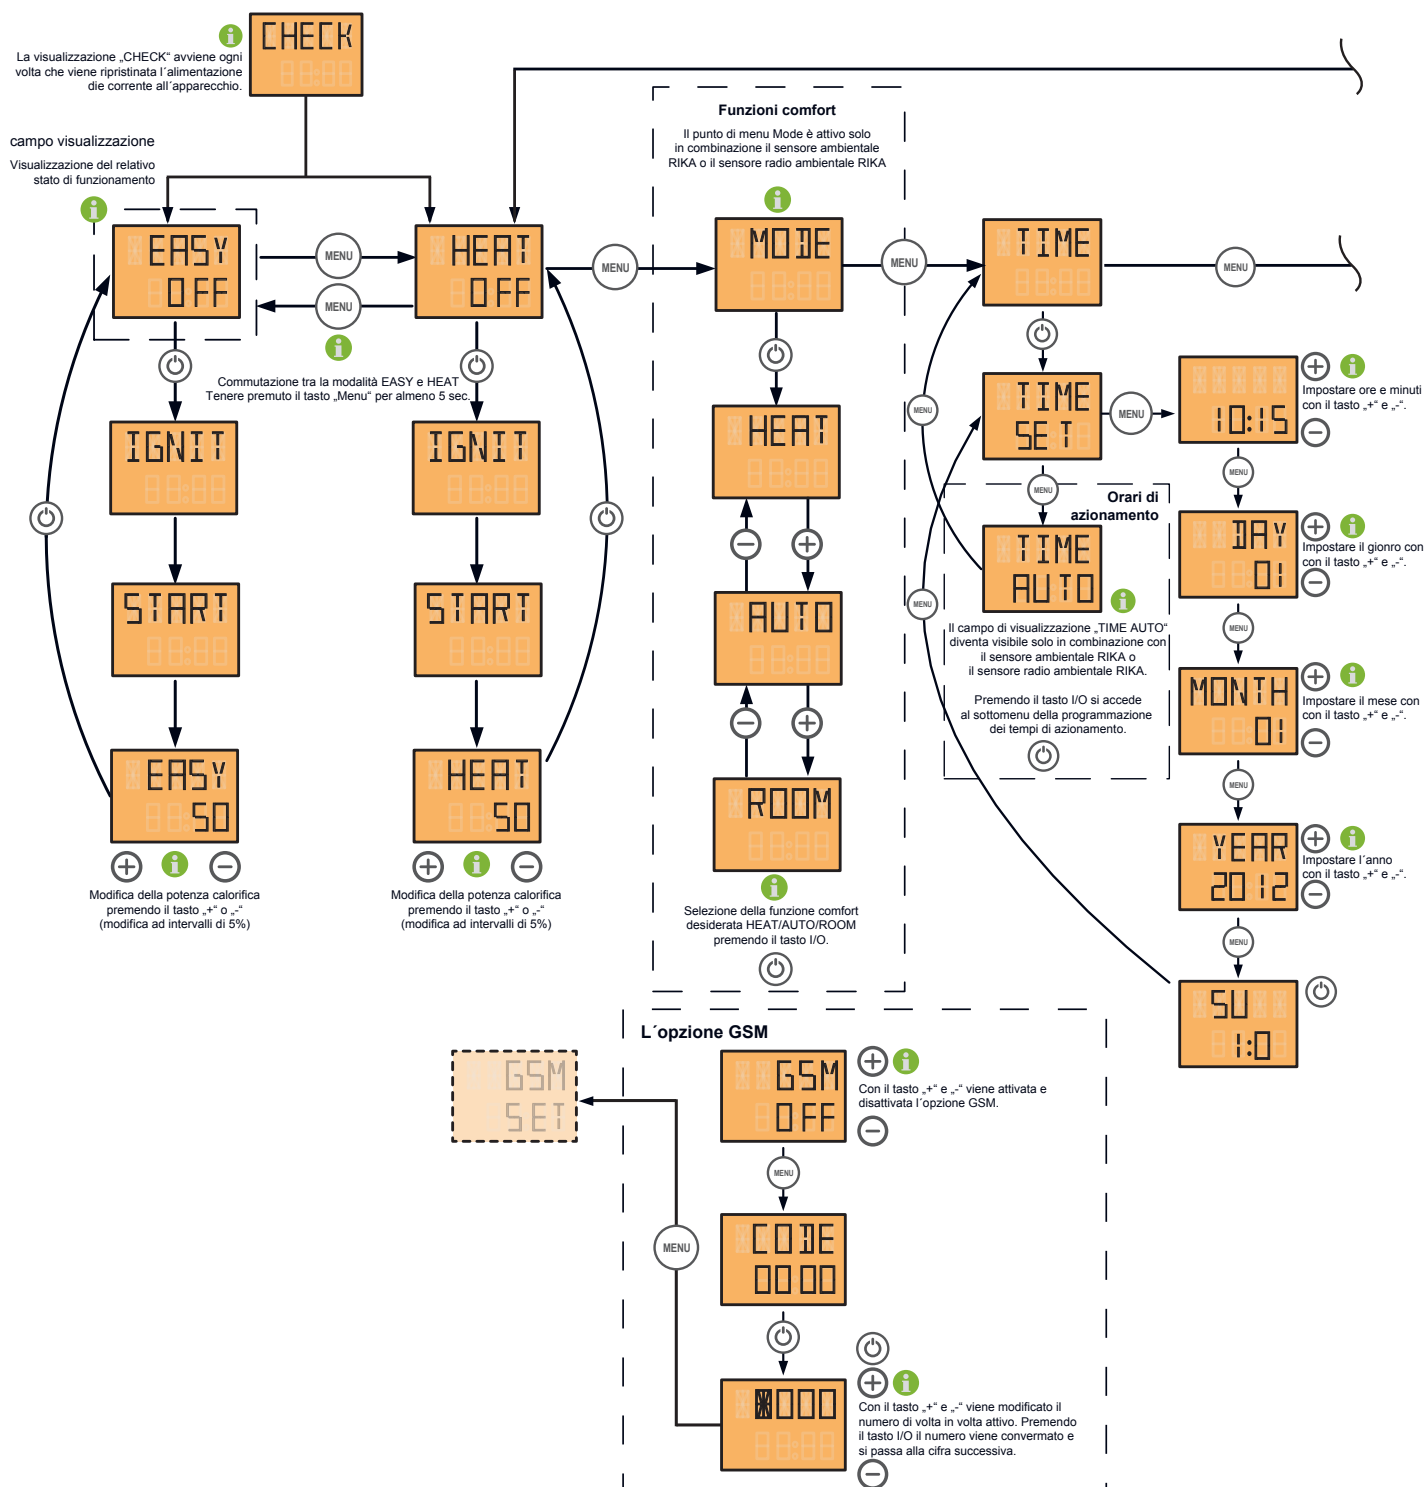 CHECK
La visualizzazione „CHECK“ avviene ogni
volta che viene ripristinata l´alimentazione
die corrente all´apparecchio.
campo visualizzazione
Visualizzazione del relativo
stato di funzionamento
EASY
OFF
MENU
MENU
HEAT
OFF
MENU
Commutazione tra la modalità EASY e HEAT
Tenere premuto il tasto „Menu“ per almeno 5 sec.
IGNIT
START
EASY
50
Modifica della potenza calorifica
premendo il tasto „+“ o „-“
(modifica ad intervalli di 5%)
IGNIT
START
HEAT
50
Modifica della potenza calorifica
premendo il tasto „+“ o „-“
(modifica ad intervalli di 5%)
Funzioni comfort
Il punto di menu Mode è attivo solo
in combinazione il sensore ambientale
RIKA o il sensore radio ambientale RIKA
MODE
MENU
HEAT
AUTO
ROOM
Selezione della funzione comfort
desiderata HEAT/AUTO/ROOM
premendo il tasto I/O.
TIME
MENU
TIME
SET
MENU
MENU
MENU
MENU
Orari di
azionamento
TIME
AUTO
Il campo di visualizzazione „TIME AUTO“
diventa visibile solo in combinazione con
il sensore ambientale RIKA o
il sensore radio ambientale RIKA.
Premendo il tasto I/O si accede
al sottomenu della programmazione
dei tempi di azionamento.
10:15
Impostare ore e minuti
con il tasto „+“ e „-“.
MENU
DAY
01
Impostare il gionro con
con il tasto „+“ e „-“.
MENU
MONTH
01
Impostare il mese con
con il tasto „+“ e „-“.
MENU
YEAR
2012
Impostare l´anno
con il tasto „+“ e „-“.
MENU
SU
1:0
L´opzione GSM
GSM
SET
GSM
OFF
Con il tasto „+“ e „-“ viene attivata e
disattivata l´opzione GSM.
MENU
CODE
0000
MENU
000
Con il tasto „+“ e „-“ viene modificato il
numero di volta in volta attivo. Premendo
il tasto I/O il numero viene convermato e
si passa alla cifra successiva.